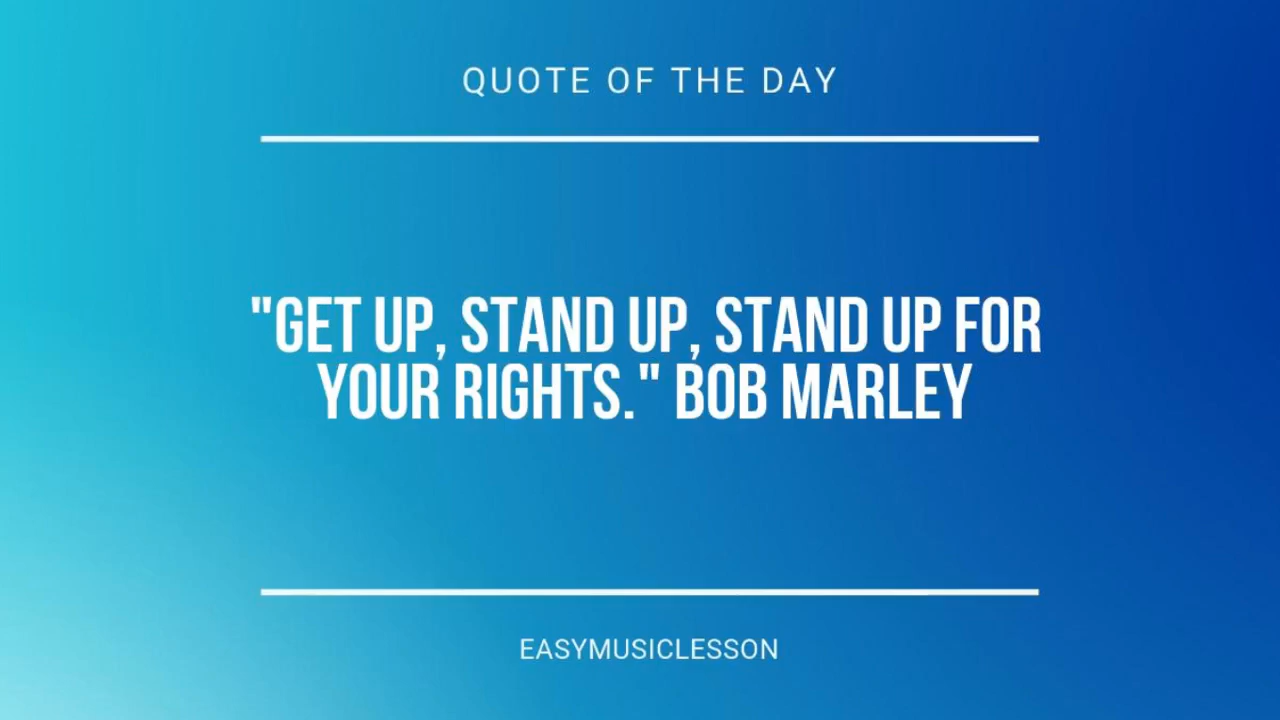 QUOTE OF THE DAY
"GET UP, STAND UP, STAND UP FOR
YOUR RIGHTS." BOB MARLEY
EASYMUSICLESSON